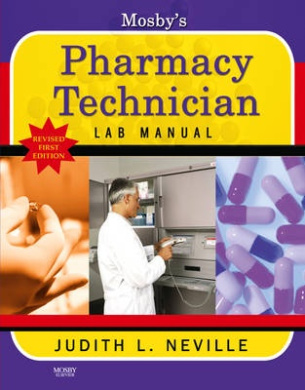 Mosby's
Pharmacy
Technician
LAB MANUAL
REVISED
FIRST
EDITION
JUDITH L. NEVILLE
MOSBY
ELSEVIER